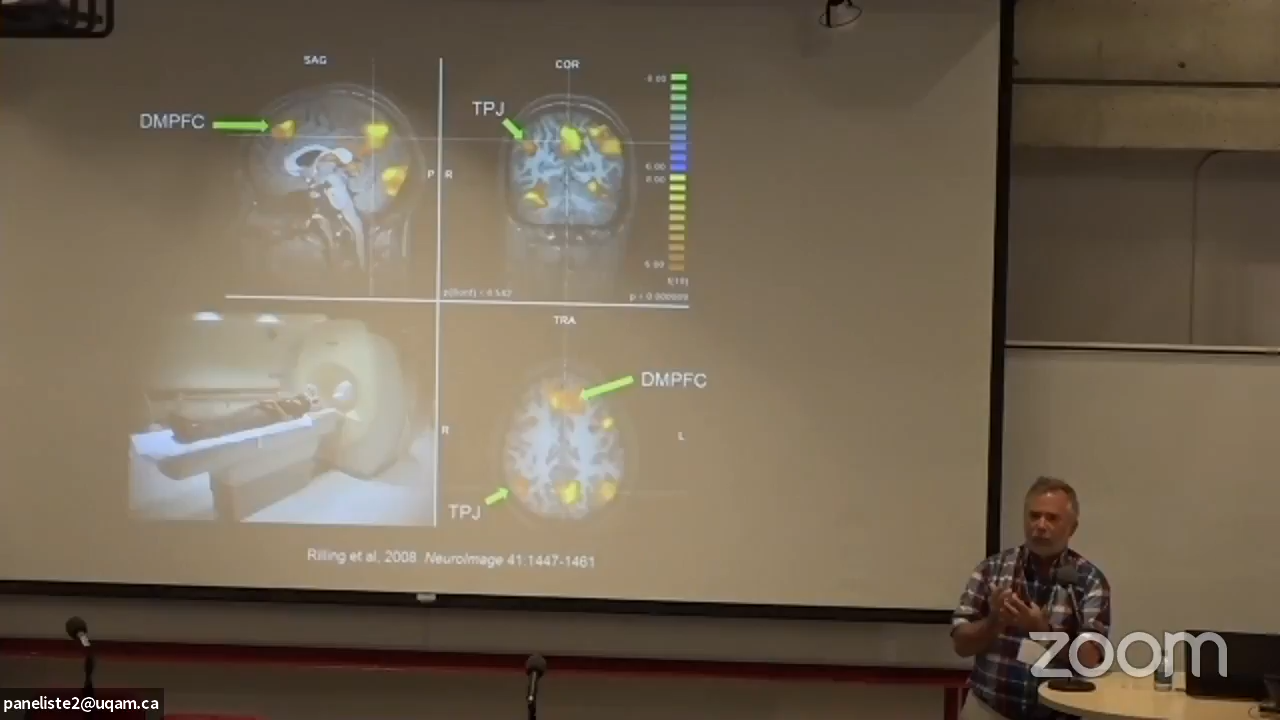 SAG
COR
DMPFC
TPJ
P
R
TRA
DMPFC
R
L
TPJ
Rilling et al, 2008 NeuroImage 41:1447-1461
zoom
paneliste2@uqam.ca